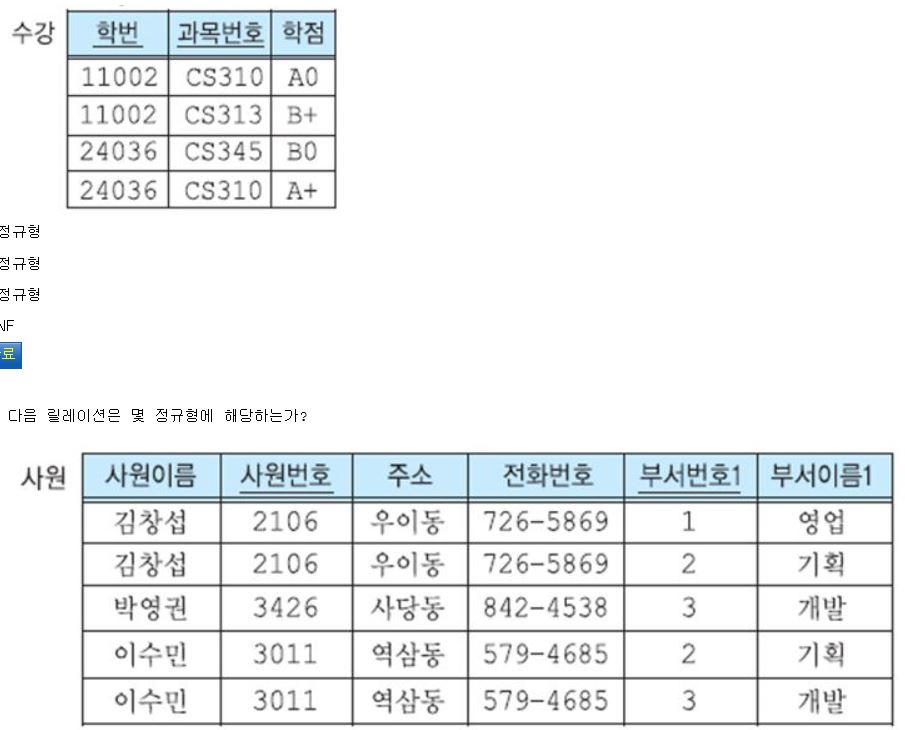 수강
학번 과목번호 학점
11002 CS310 A0
11002 CS313 B+
24036 CS345 B0
24036 CS310 A+
정규형
정규형
정규형
NF
료
다음 릴레이션은 몇 정규형에 해당하는가?
사원
사원이름 사원번호 주소 전화번호 부서번호1 부서이름1
김창섭 2106 우이동 726-5869 1 영업
김창섭 2106 우이동 726-5869 2 기획
박영권 3426 사당동 842-4538 3 개발
이수민 3011 역삼동 579-4685 2 기획
이수민 3011 역삼동 579-4685 3 개발